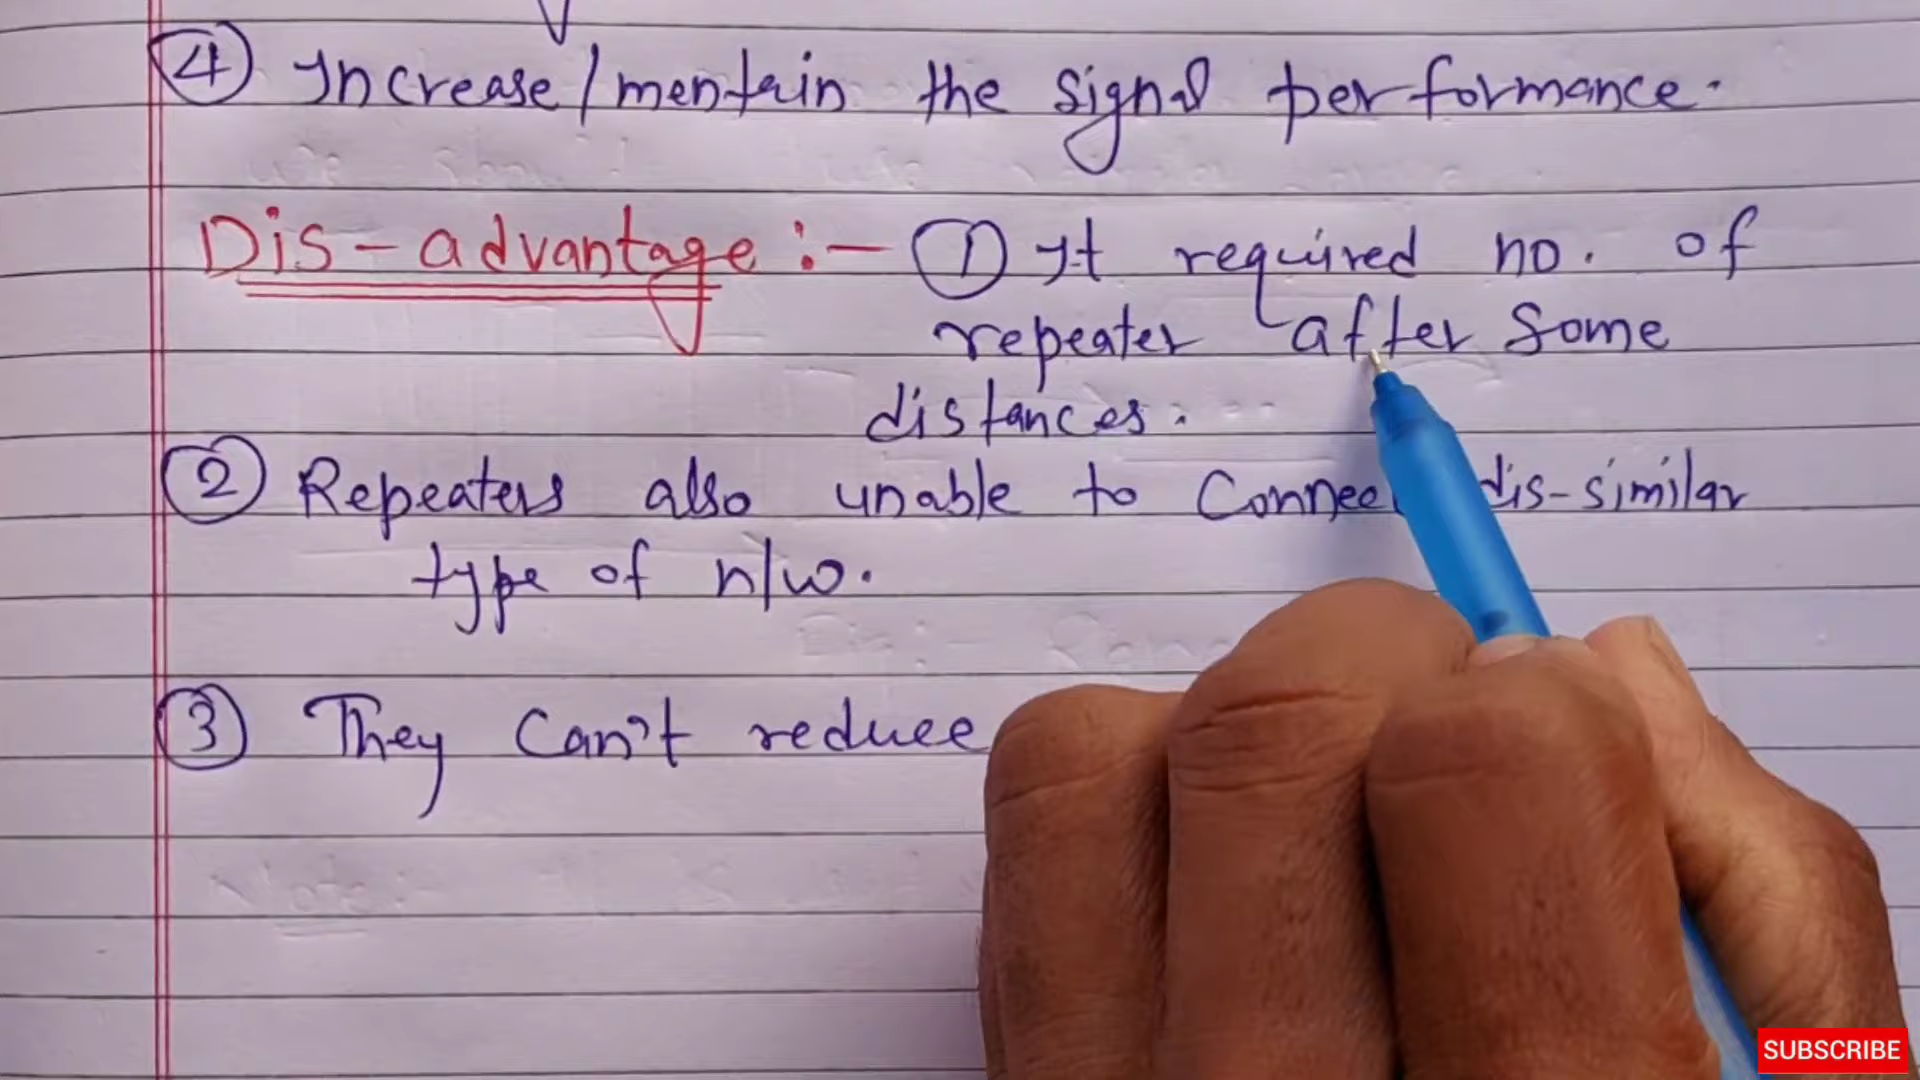 ④ Increase/mentain the signal performance.
Dis-advantage :- ① It required no. of
repeater after some
distances.
② Repeaters also unable to Connec dis-similar
type of n/w.
③ They Can't reduce
SUBSCRIBE